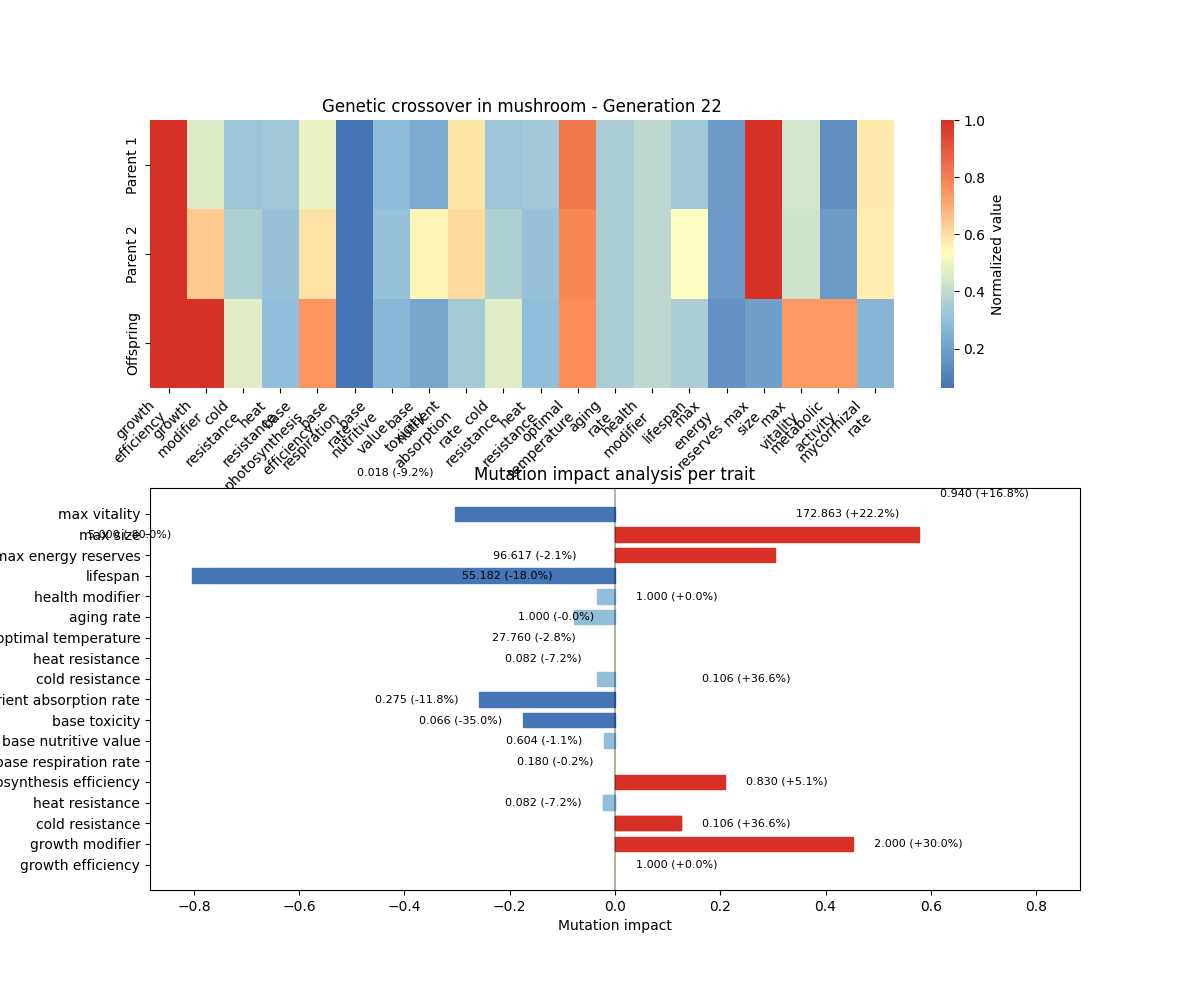 Genetic crossover in mushroom - Generation 22
Parent 1
Parent 2
Offspring
1.0
0.8
0.6
0.4
0.2
Normalized value
growth
efficiency
growth
modifier
cold
resistance
heat
resistance
base
photosynthesis
efficiency
base
respiration
rate
base
nutritive
value
base
toxicity
absorption
rate
cold
resistance
heat
resistance
optimal
temperature
aging
rate
health
modifier
lifespan
max
energy
reserves
max
size
max
vitality
metabolic
activity
mycorrhizal
rate
Mutation impact analysis per trait
0.018 (-9.2%)
0.940 (+16.8%)
max vitality
172.863 (+22.2%)
max size
max energy reserves
96.617 (-2.1%)
lifespan
55.182 (-18.0%)
health modifier
1.000 (+0.0%)
aging rate
1.000 (-0.0%)
optimal temperature
27.760 (-2.8%)
heat resistance
0.082 (-7.2%)
cold resistance
0.106 (+36.6%)
rient absorption rate
0.275 (-11.8%)
base toxicity
0.066 (-35.0%)
base nutritive value
0.604 (-1.1%)
base respiration rate
0.180 (-0.2%)
osynthesis efficiency
0.830 (+5.1%)
heat resistance
0.082 (-7.2%)
cold resistance
0.106 (+36.6%)
growth modifier
2.000 (+30.0%)
growth efficiency
1.000 (+0.0%)
−0.8
−0.6
−0.4
−0.2
0.0
0.2
0.4
0.6
0.8
Mutation impact